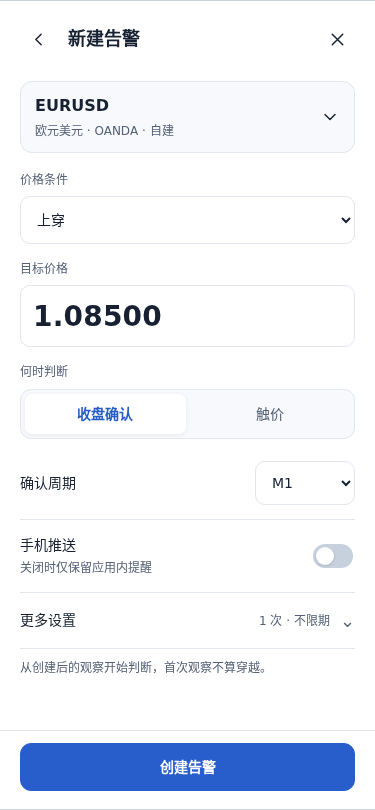 新建告警
EURUSD
欧元美元 · OANDA · 自建
价格条件
上穿
目标价格
1.08500
何时判断
收盘确认 触价
确认周期 M1
手机推送
关闭时仅保留应用内提醒
更多设置 1 次 · 不限期
从创建后的观察开始判断，首次观察不算穿越。
创建告警